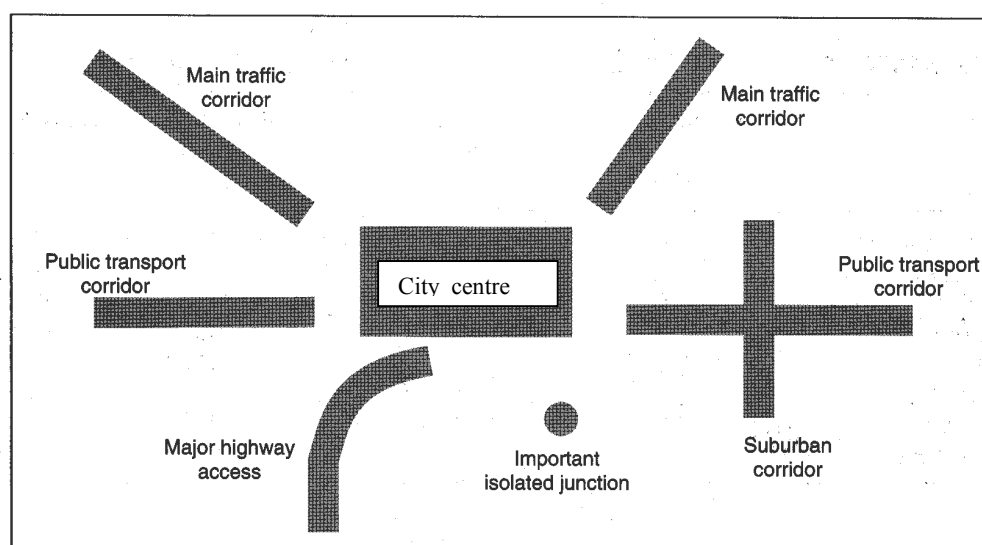 Main traffic
corridor
Main traffic
corridor
Public transport
corridor
City centre
Public transport
corridor
Major highway
access
Important
isolated junction
Suburban
corridor